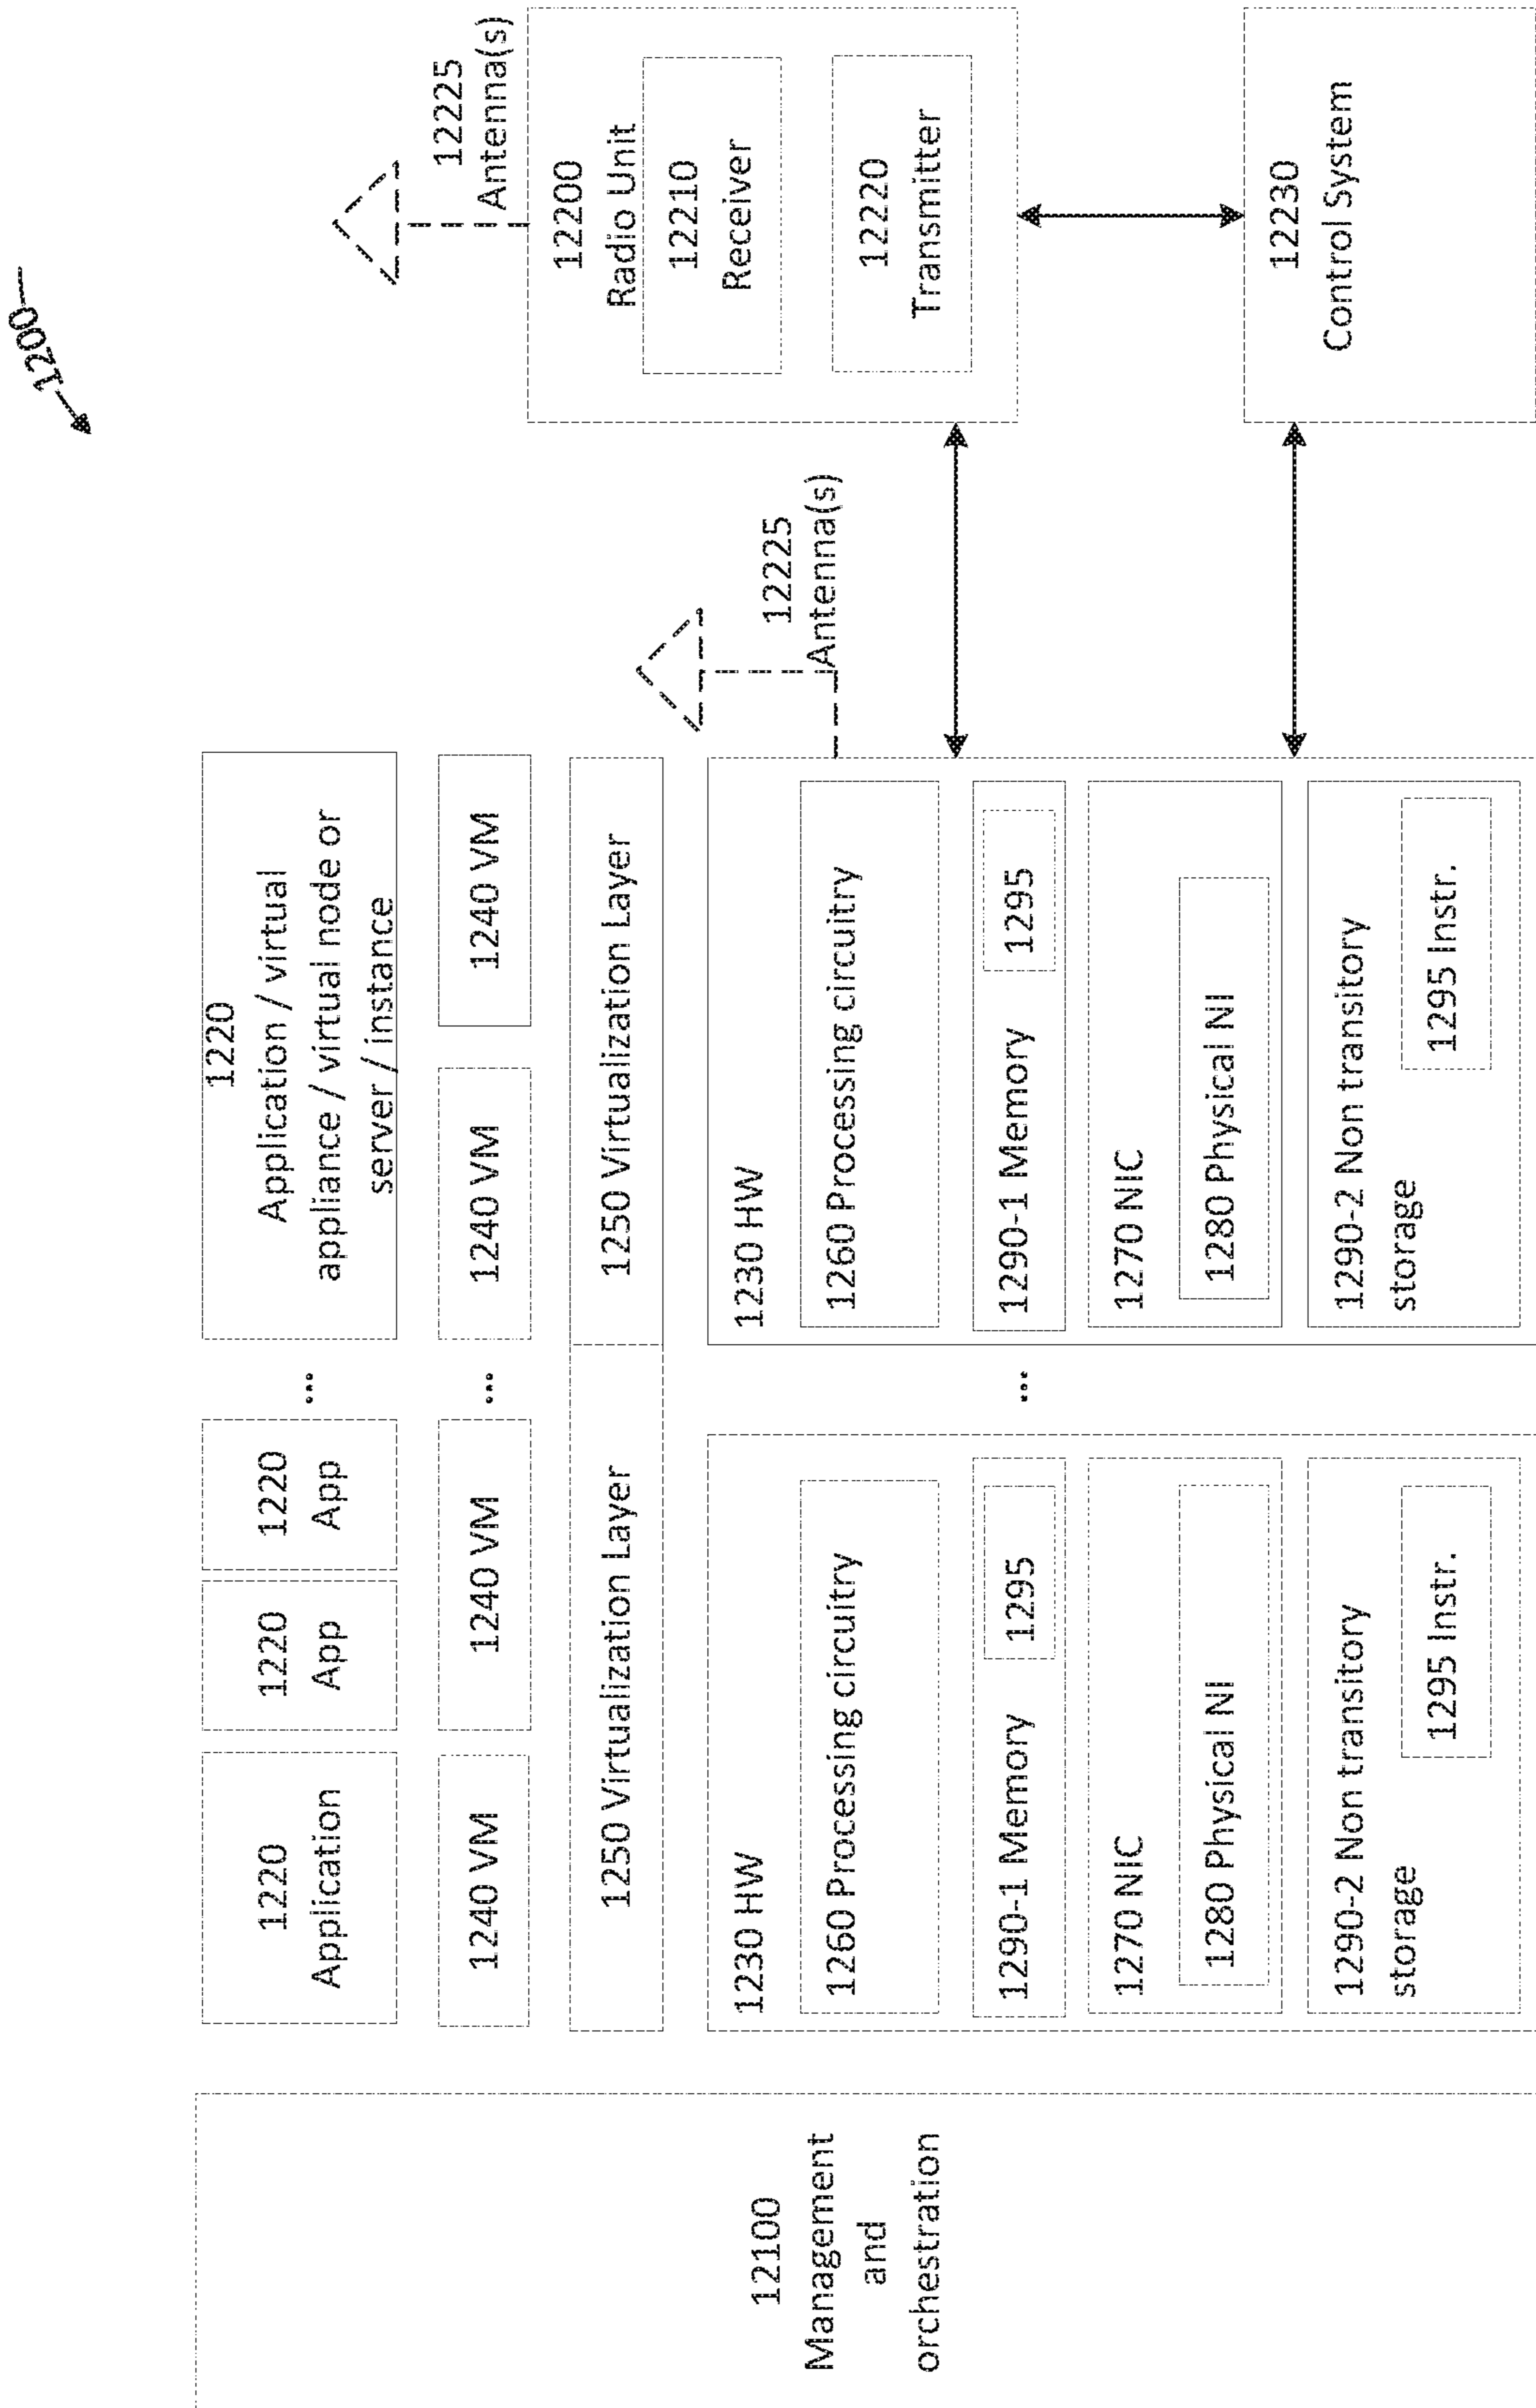 1200
1220
Application
1220
App
1220
App
...
1220
Application / virtual
appliance / virtual node or
server / instance
1240 VM
1240 VM
...
1240 VM
1240 VM
1250 Virtualization Layer
1250 Virtualization Layer
12100
Management
and
orchestration
1230 HW
1260 Processing circuitry
1290-1 Memory
1295
1270 NIC
1280 Physical NI
1290-2 Non transitory
storage
1295 Instr.
...
1230 HW
1260 Processing circuitry
1290-1 Memory
1295
1270 NIC
1280 Physical NI
1290-2 Non transitory
storage
1295 Instr.
12225
Antenna(s)
12225
Antenna(s)
12200
Radio Unit
12210
Receiver
12220
Transmitter
12230
Control System